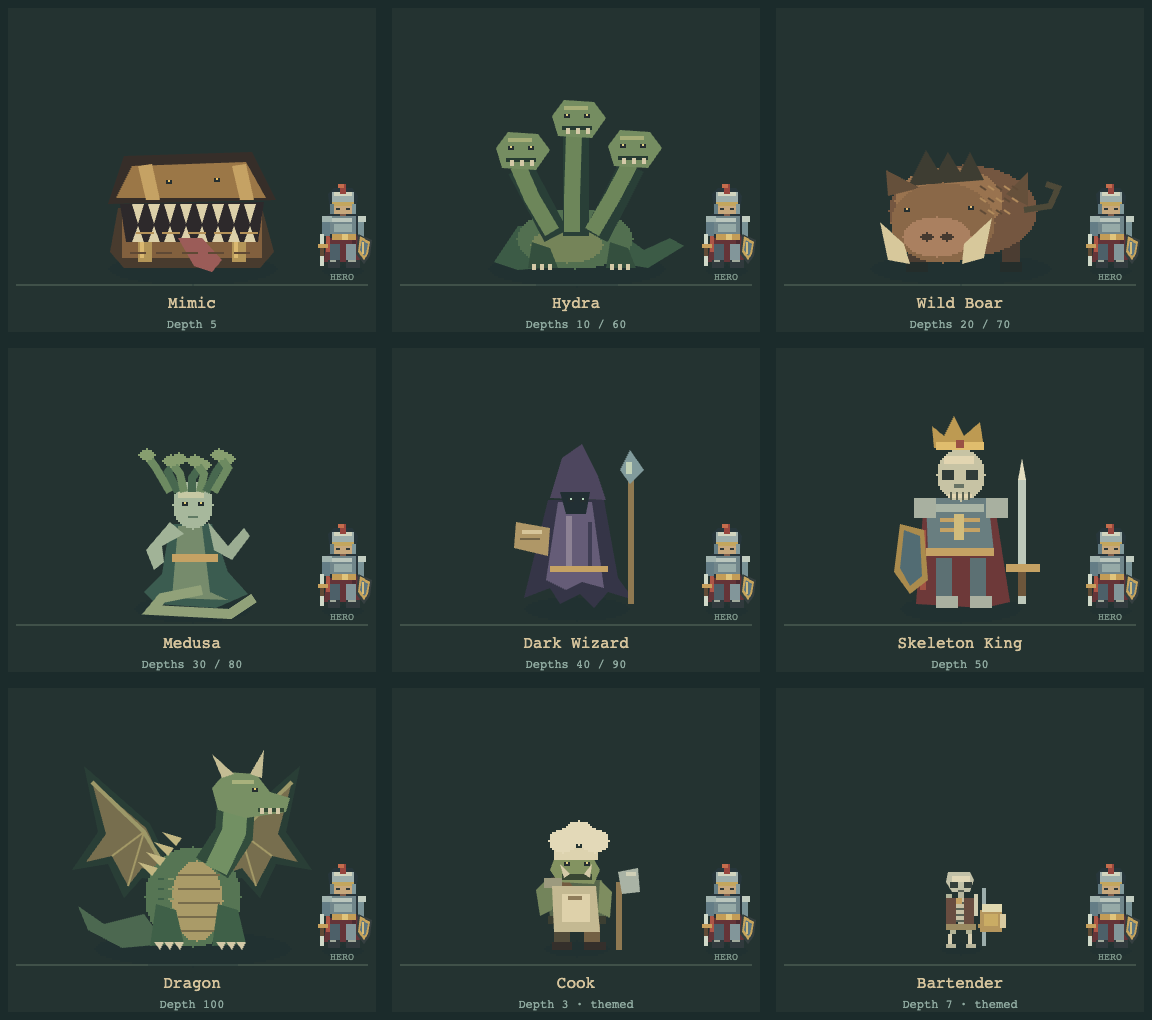 HERO
Mimic
Depth 5
HERO
Hydra
Depths 10 / 60
HERO
Wild Boar
Depths 20 / 70
HERO
Medusa
Depths 30 / 80
HERO
Dark Wizard
Depths 40 / 90
HERO
Skeleton King
Depth 50
HERO
Dragon
Depth 100
HERO
Cook
Depth 3 · themed
HERO
Bartender
Depth 7 · themed